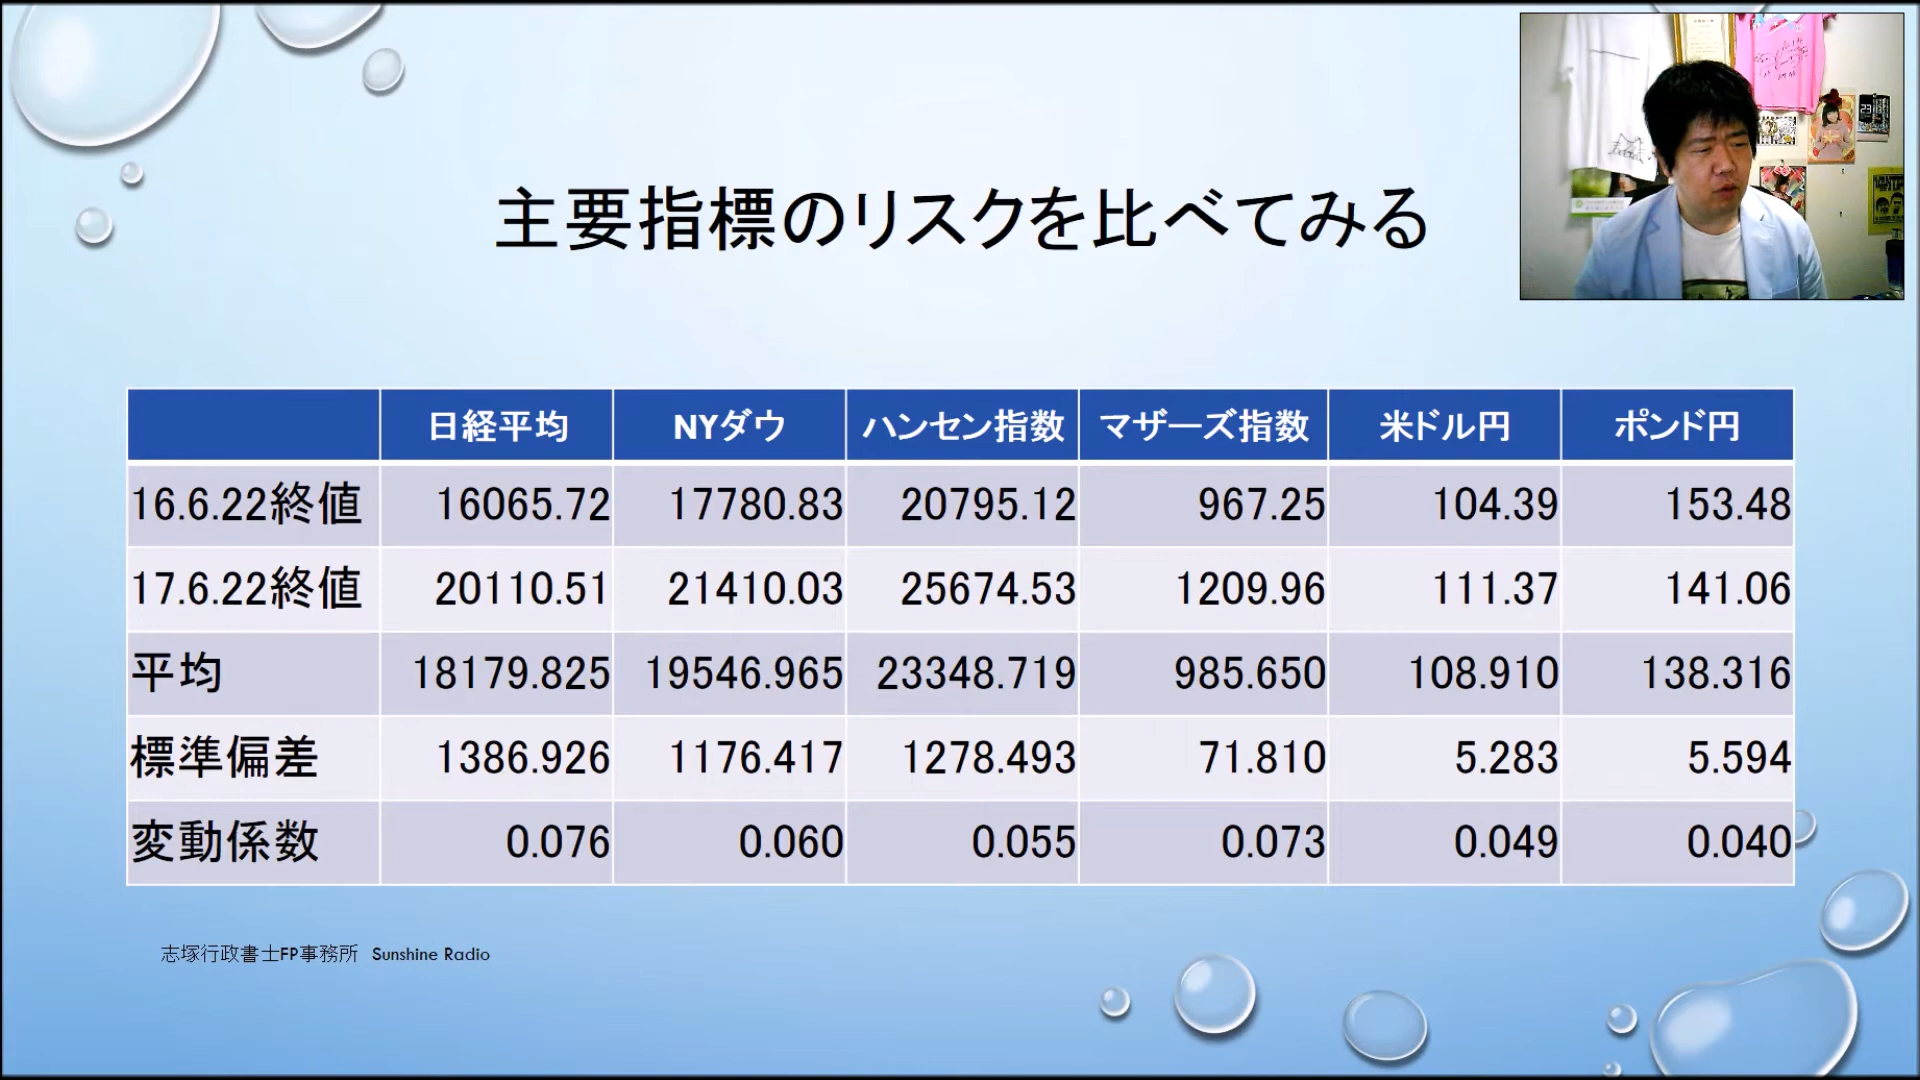 主要指標のリスクを比べてみる
日経平均 NYダウ ハンセン指数 マザーズ指数 米ドル円 ポンド円
16.6.22終値 16065.72 17780.83 20795.12 967.25 104.39 153.48
17.6.22終値 20110.51 21410.03 25674.53 1209.96 111.37 141.06
平均 18179.825 19546.965 23348.719 985.650 108.910 138.316
標準偏差 1386.926 1176.417 1278.493 71.810 5.283 5.594
変動係数 0.076 0.060 0.055 0.073 0.049 0.040
志塚行政書士FP事務所 Sunshine Radio
23